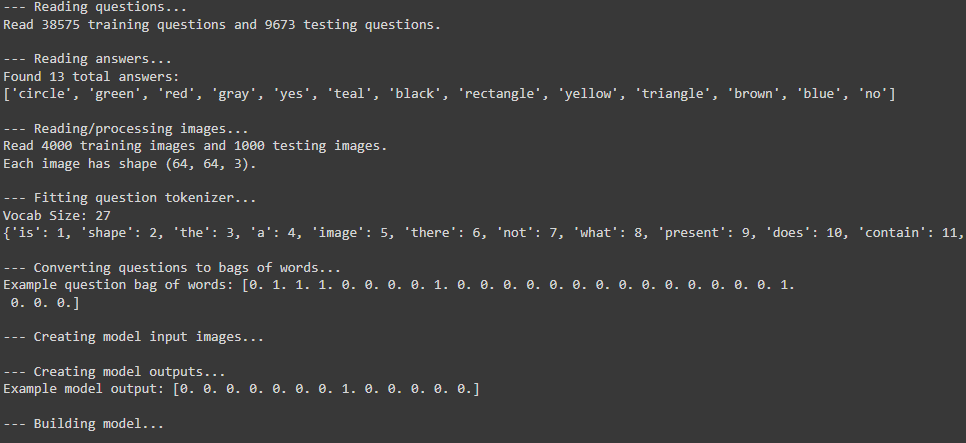 --- Reading questions...
Read 38575 training questions and 9673 testing questions.
--- Reading answers...
Found 13 total answers:
['circle', 'green', 'red', 'gray', 'yes', 'teal', 'black', 'rectangle', 'yellow', 'triangle', 'brown', 'blue', 'no']
--- Reading/processing images...
Read 4000 training images and 1000 testing images.
Each image has shape (64, 64, 3).
--- Fitting question tokenizer...
Vocab Size: 27
{'is': 1, 'shape': 2, 'the': 3, 'a': 4, 'image': 5, 'there': 6, 'not': 7, 'what': 8, 'present': 9, 'does': 10, 'contain': 11,
--- Converting questions to bags of words...
Example question bag of words: [0. 1. 1. 1. 0. 0. 0. 0. 1. 0. 0. 0. 0. 0. 0. 0. 0. 0. 0. 0. 0. 0. 0. 1.
0. 0. 0.]
--- Creating model input images...
--- Creating model outputs...
Example model output: [0. 0. 0. 0. 0. 0. 0. 1. 0. 0. 0. 0. 0.]
--- Building model...